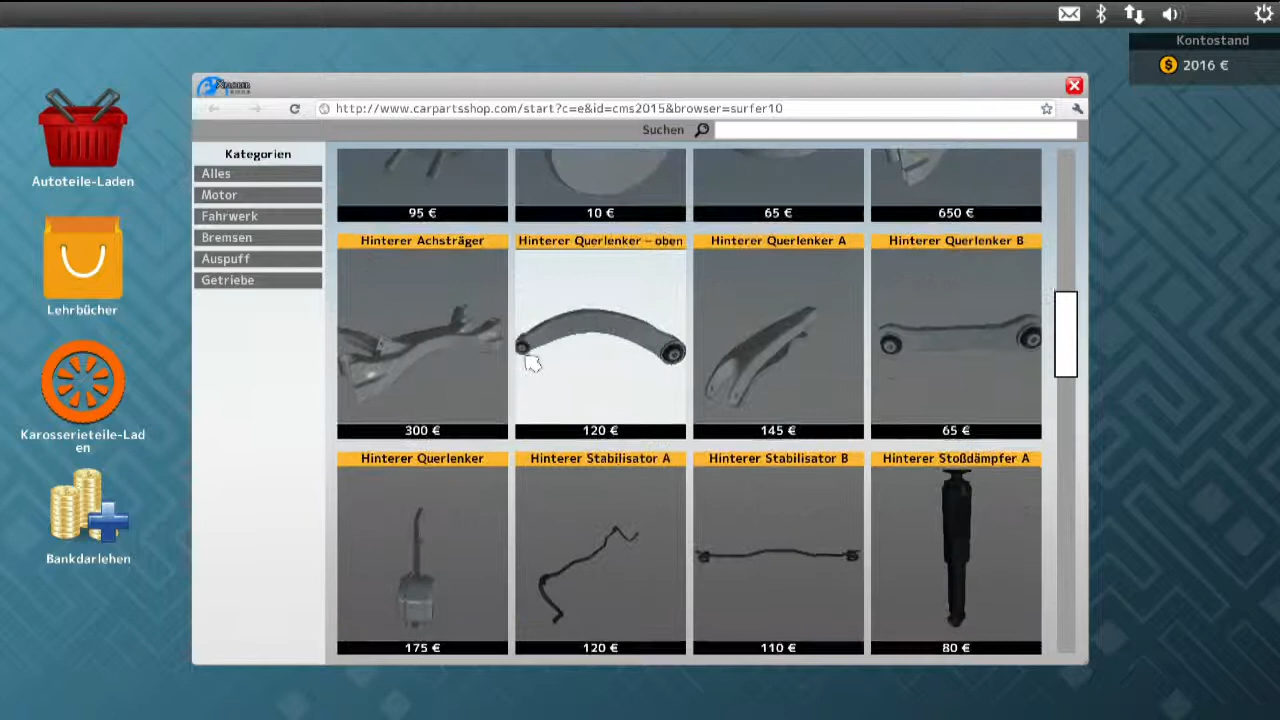 Kontostand
2016 €
http://www.carpartsshop.com/start?c=e&id=cms2015&browser=surfer10
Suchen
Kategorien
Alles
Motor
Fahrwerk
Bremsen
Auspuff
Getriebe
Autoteile-Laden
Lehrbücher
Karosserieteile-Lad
en
Bankdarlehen
95 €
10 €
65 €
650 €
Hinterer Achsträger
Hinterer Querlenker – oben
Hinterer Querlenker A
Hinterer Querlenker B
300 €
120 €
145 €
65 €
Hinterer Querlenker
Hinterer Stabilisator A
Hinterer Stabilisator B
Hinterer Stoßdämpfer A
175 €
120 €
110 €
80 €